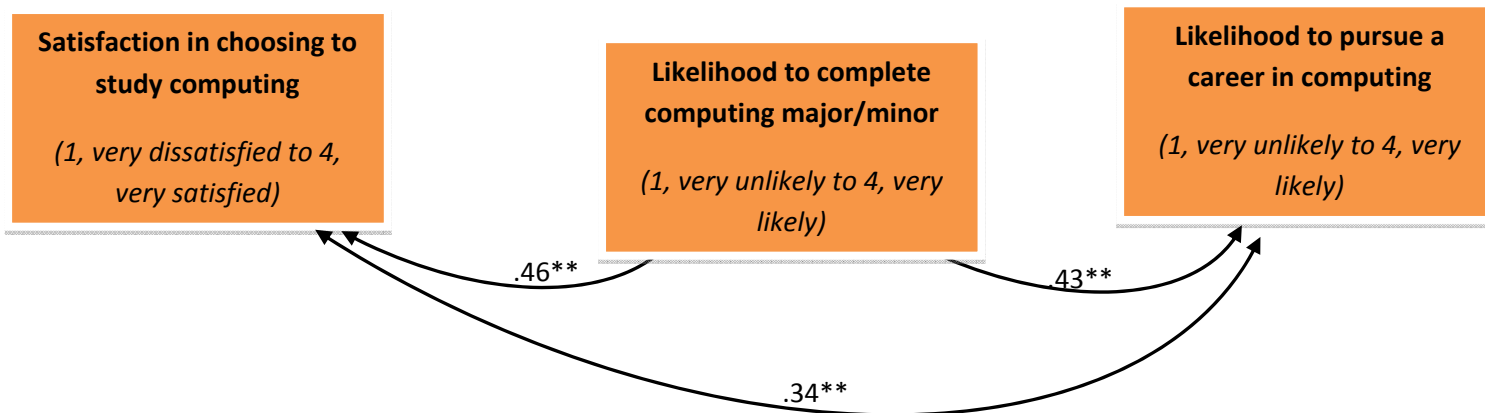 Satisfaction in choosing to
study computing
(1, very dissatisfied to 4,
very satisfied)
Likelihood to complete
computing major/minor
(1, very unlikely to 4, very
likely)
Likelihood to pursue a
career in computing
(1, very unlikely to 4, very
likely)
.46**
.43**
.34**